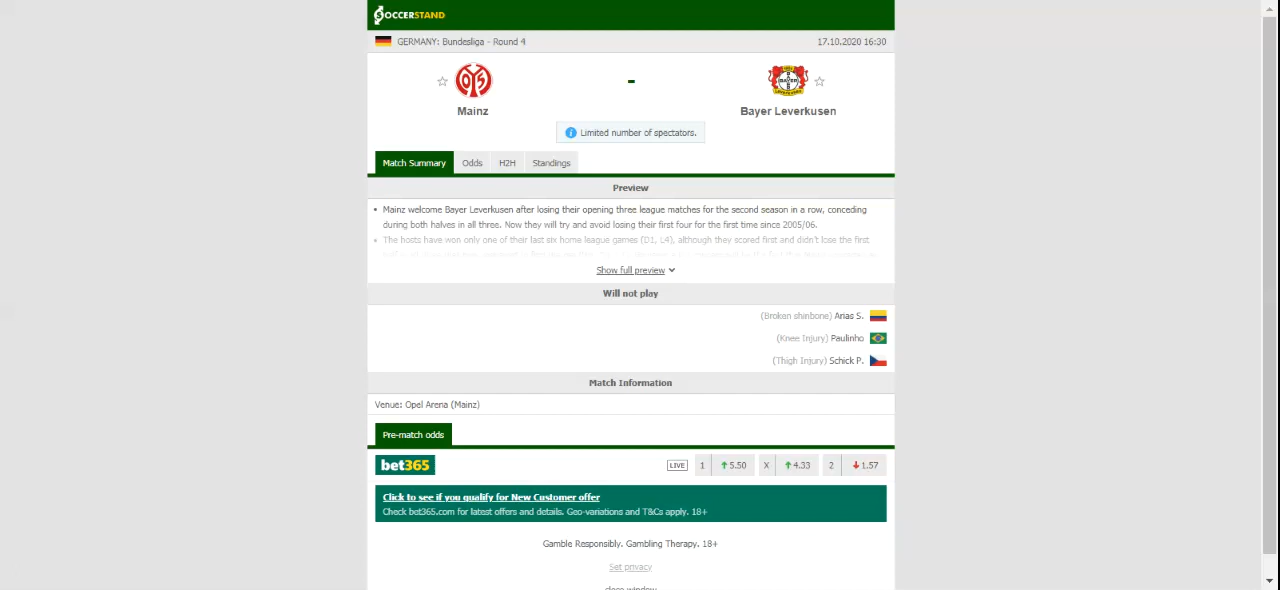 SOCCERSTAND
GERMANY: Bundesliga - Round 4 17.10.2020 16:30
-
Mainz Bayer Leverkusen
Limited number of spectators.
Match Summary Odds H2H Standings
Preview
• Mainz welcome Bayer Leverkusen after losing their opening three league matches for the second season in a row, conceding
during both halves in all three. Now they will try and avoid losing their first four for the first time since 2005/06.
• The hosts have won only one of their last six home league games (D1, L4), although they scored first and didn't lose the first
Show full preview
Will not play
(Broken shinbone) Arias S.
(Knee Injury) Paulinho
(Thigh Injury) Schick P.
Match Information
Venue: Opel Arena (Mainz)
Pre-match odds
bet365 LIVE 1 5.50 X 4.33 2 1.57
Click to see if you qualify for New Customer offer
Check bet365.com for latest offers and details. Geo-variations and T&Cs apply. 18+
Gamble Responsibly. Gambling Therapy. 18+
Set privacy
close window